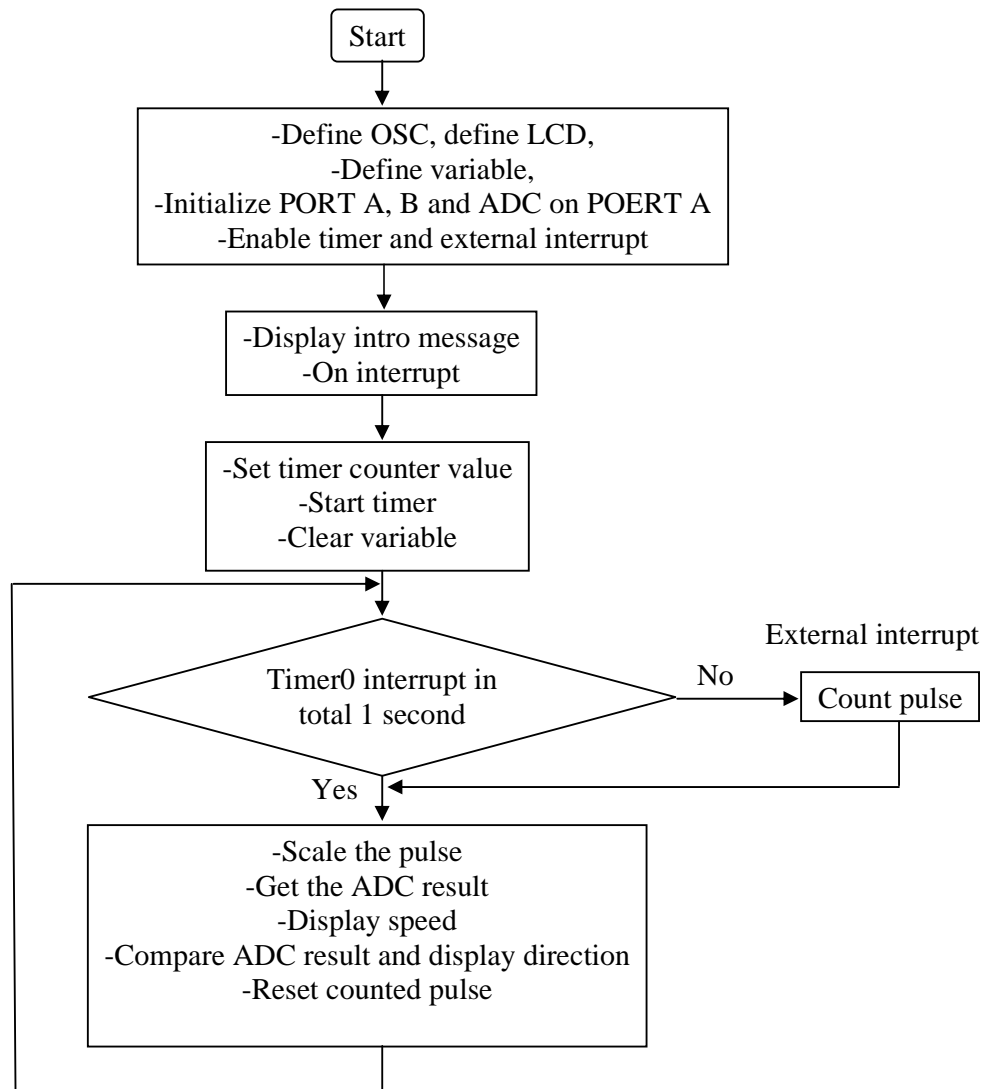 Start
-Define OSC, define LCD,
-Define variable,
-Initialize PORT A, B and ADC on POERT A
-Enable timer and external interrupt
-Display intro message
-On interrupt
-Set timer counter value
-Start timer
-Clear variable
External interrupt
Timer0 interrupt in
total 1 second
No
Count pulse
Yes
-Scale the pulse
-Get the ADC result
-Display speed
-Compare ADC result and display direction
-Reset counted pulse